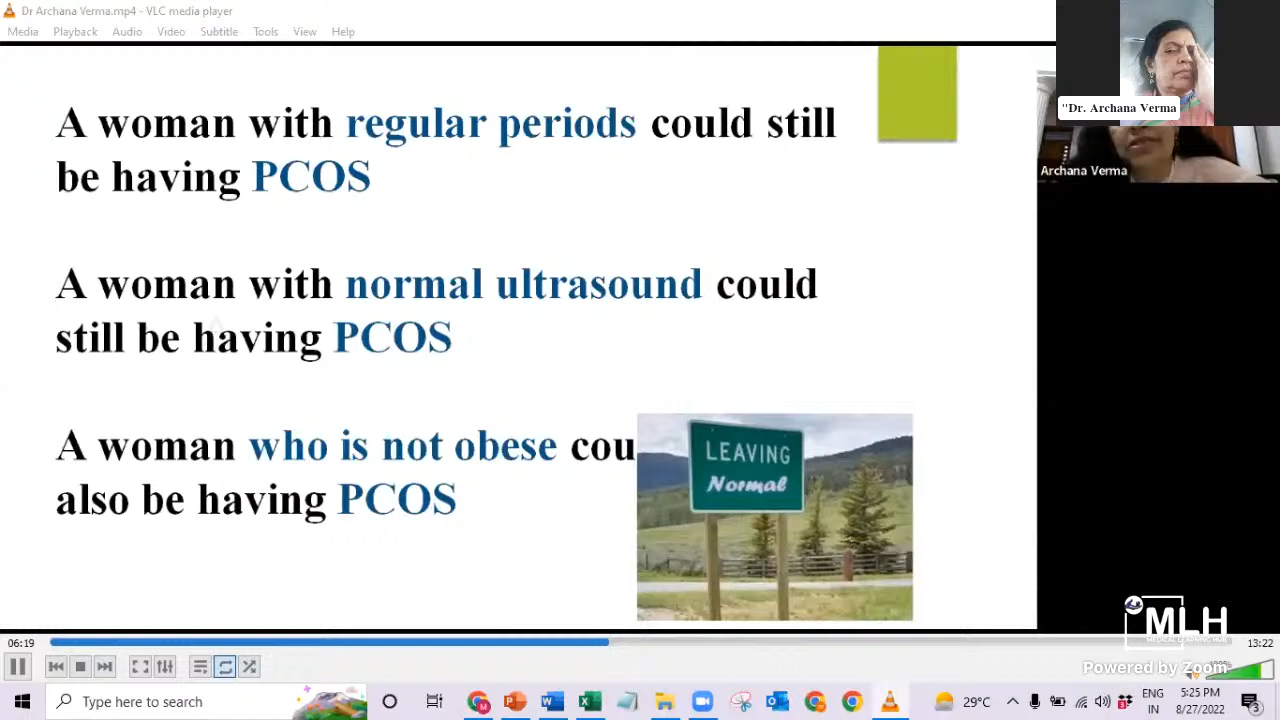 Dr Archana Verma.mp4 - VLC media player
Media Playback Audio Video Subtitle Tools View Help
A woman with regular periods could still
be having PCOS
A woman with normal ultrasound could
still be having PCOS
A woman who is not obese cou
also be having PCOS
LEAVING
Normal
"Dr. Archana Verma
Archana Verma
MLH
Powered by Zoom
06:19
13:22
Type here to search
29°C
ENG
IN
5:25 PM
8/27/2022
3